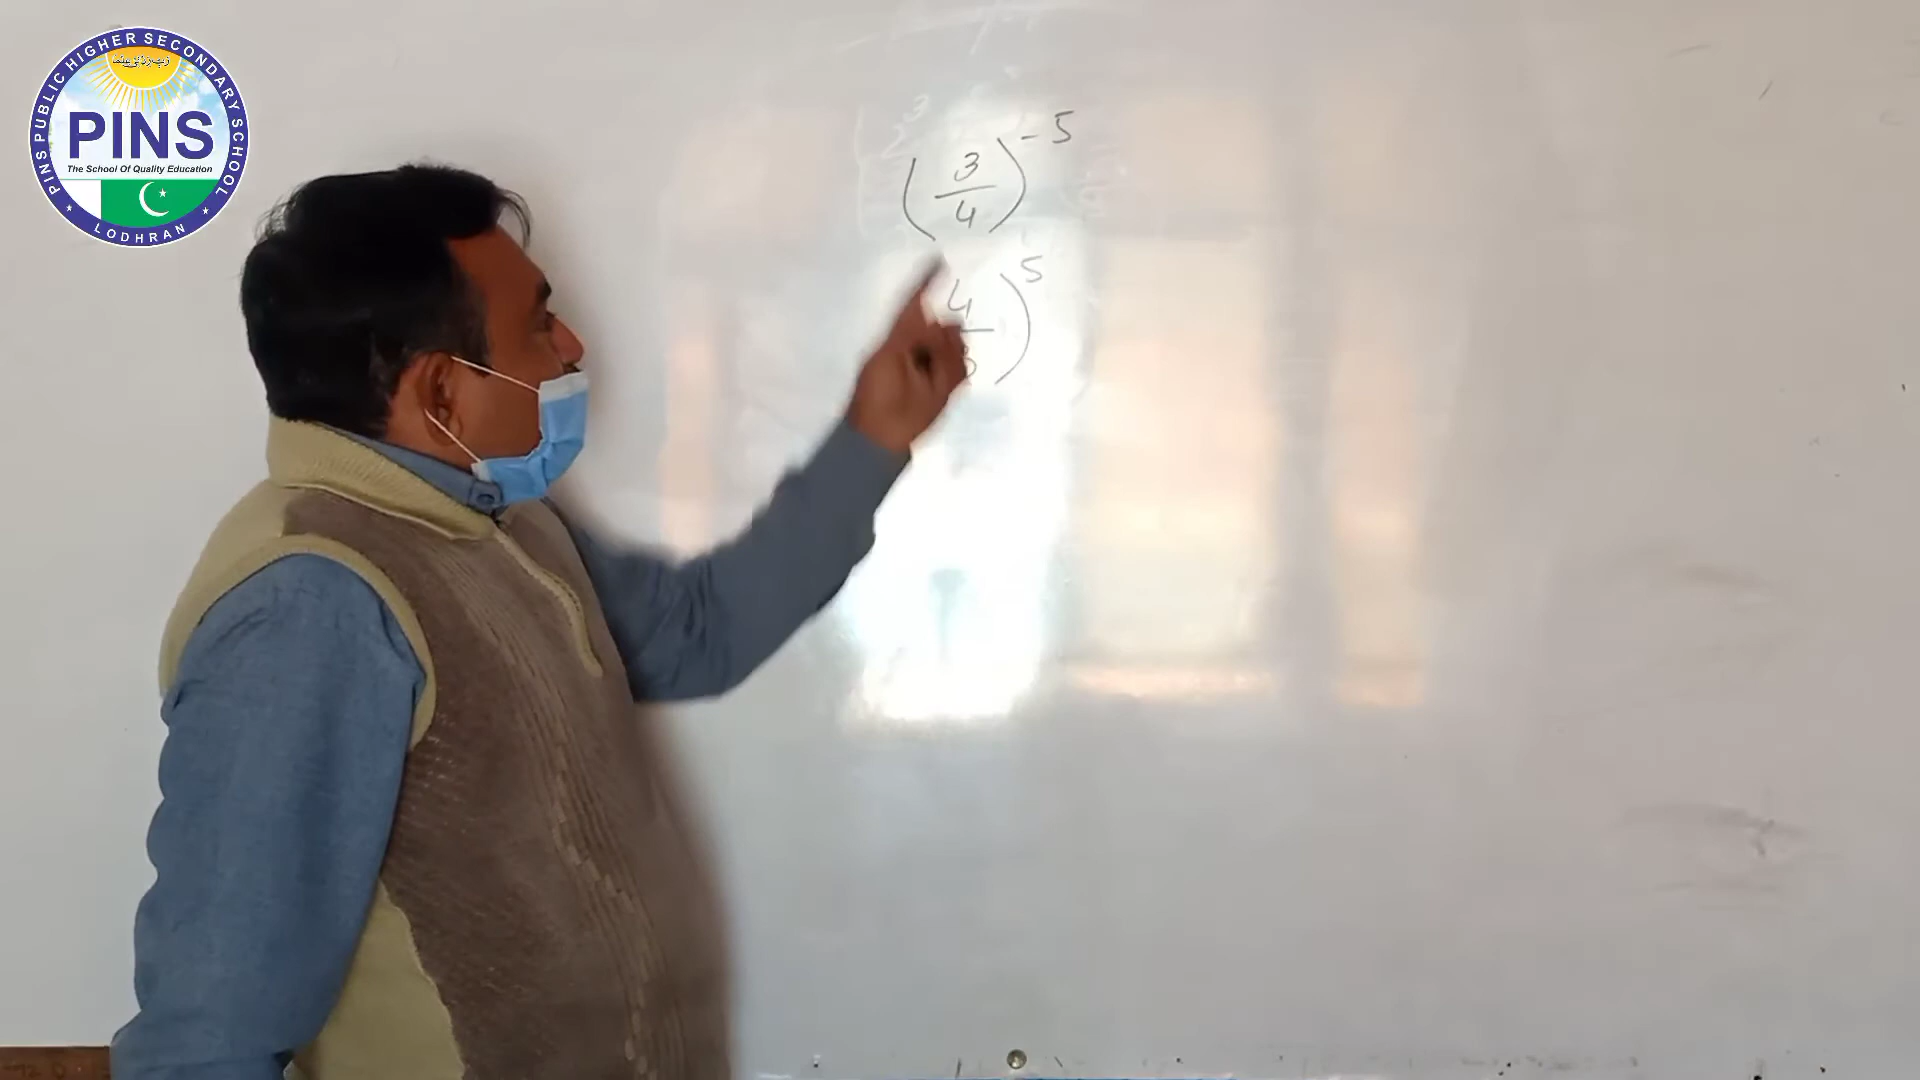 PINS PUBLIC HIGHER SECONDARY SCHOOL
PINS
The School Of Quality Education
LODHRAN
(3/4)^-5
4/3)^5